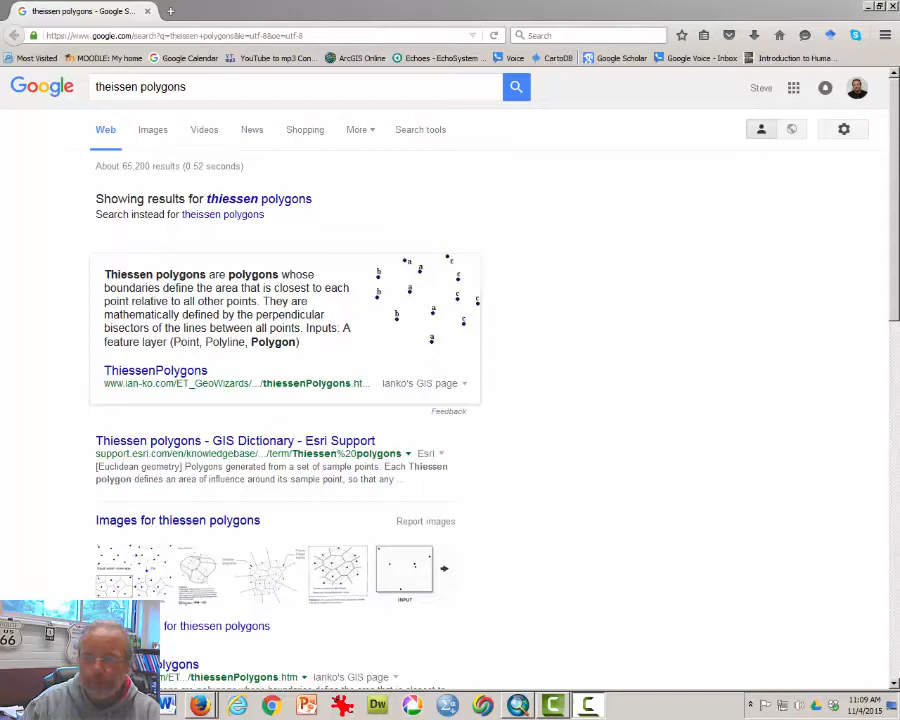 theissen polygons - Google S...
https://www.google.com/search?q=theissen+polygons&ie=utf-8&oe=utf-8
Search
Most Visited MOODLE: My home Google Calendar YouTube to mp3 Con... ArcGIS Online Echoes - EchoSystem ... Voice CartoDB Google Scholar Google Voice - Inbox Introduction to Human...
Google theissen polygons Steve
Web Images Videos News Shopping More Search tools
About 65,200 results (0.52 seconds)
Showing results for thiessen polygons
Search instead for theissen polygons
Thiessen polygons are polygons whose
boundaries define the area that is closest to each
point relative to all other points. They are
mathematically defined by the perpendicular
bisectors of the lines between all points. Inputs: A
feature layer (Point, Polyline, Polygon)
ThiessenPolygons
www.ian-ko.com/ET_GeoWizards/.../thiessenPolygons.ht... Ianko's GIS page
Feedback
Thiessen polygons - GIS Dictionary - Esri Support
support.esri.com/en/knowledgebase/.../term/Thiessen%20polygons Esri
[Euclidean geometry] Polygons generated from a set of sample points. Each Thiessen
polygon defines an area of influence around its sample point, so that any ...
Images for thiessen polygons Report images
INPUT
for thiessen polygons
ROUTE US 66
olygons
.com/ET.../thiessenPolygons.htm Ianko's GIS page
11:09 AM
11/4/2015